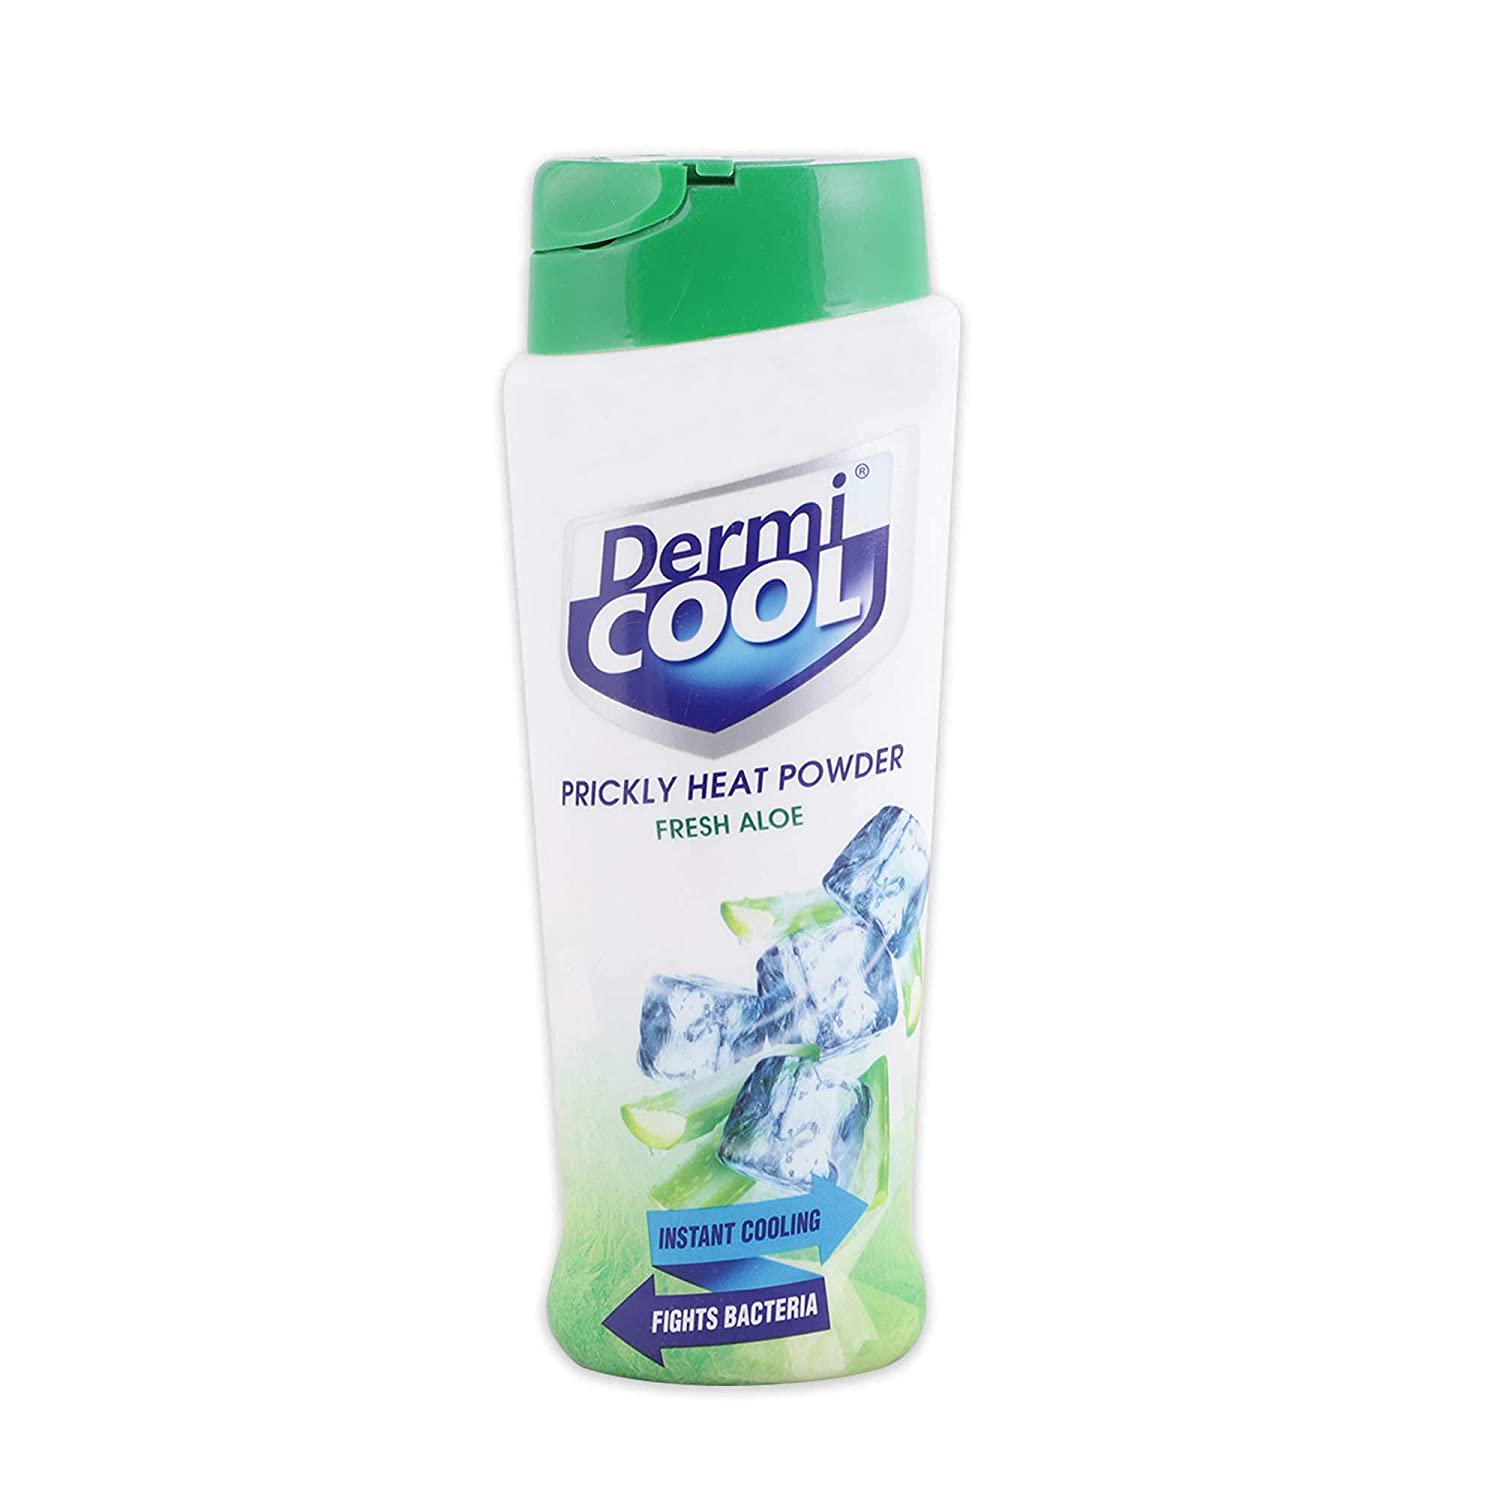 Dermi®
COOL
PRICKLY HEAT POWDER
FRESH ALOE
INSTANT COOLING
FIGHTS BACTERIA